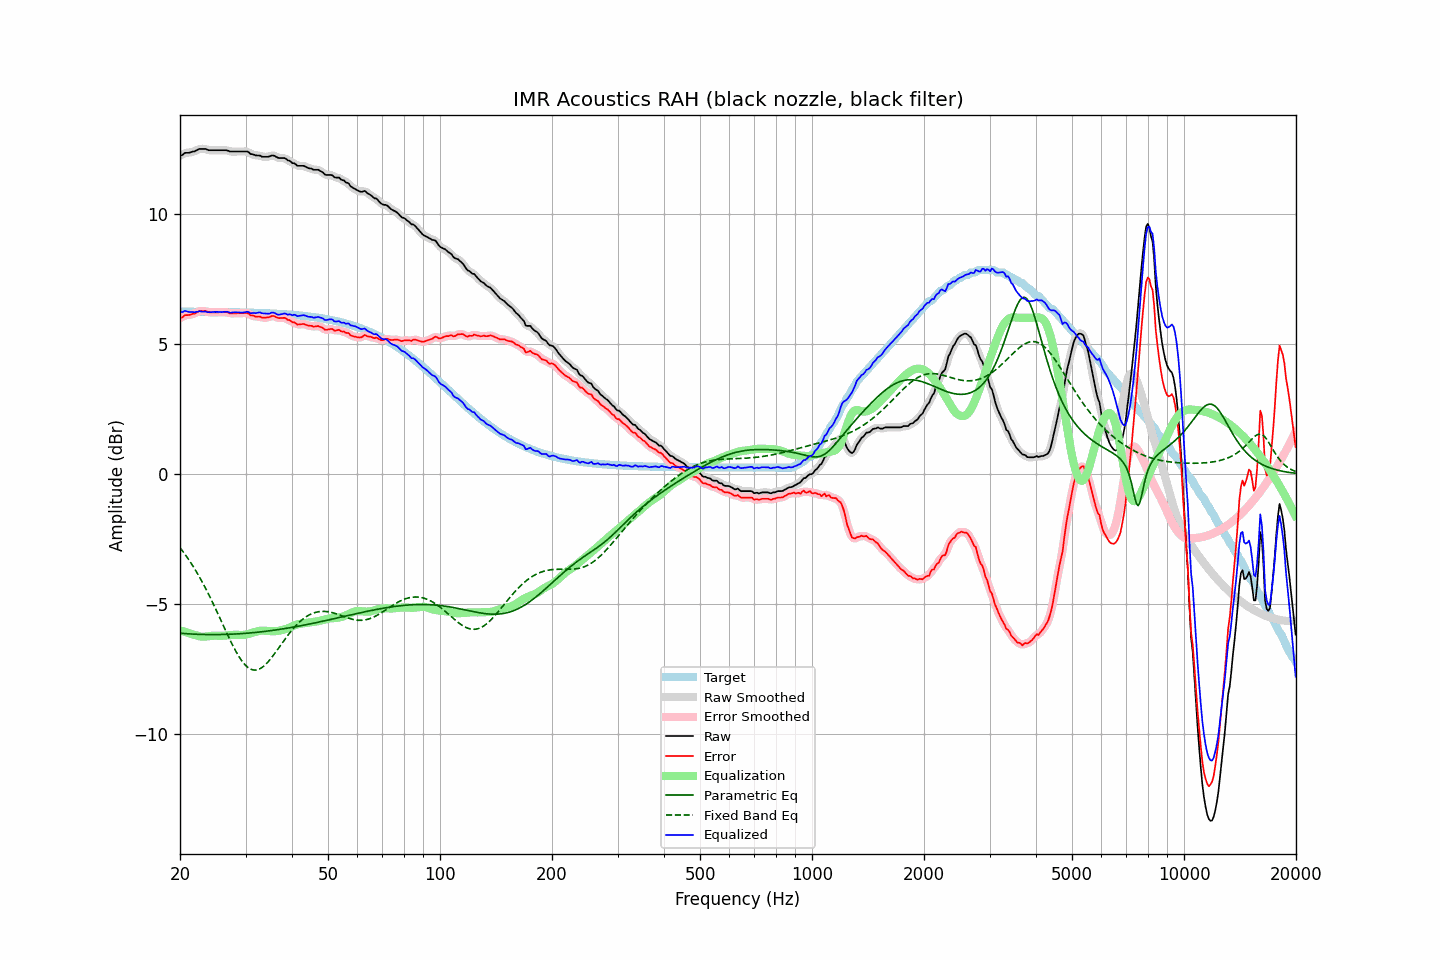 IMR Acoustics RAH (black nozzle, black filter)
Amplitude (dBr)
10
5
0
−5
−10
Target
Raw Smoothed
Error Smoothed
Raw
Error
Equalization
Parametric Eq
Fixed Band Eq
Equalized
20 50 100 200 500 1000 2000 5000 10000 20000
Frequency (Hz)